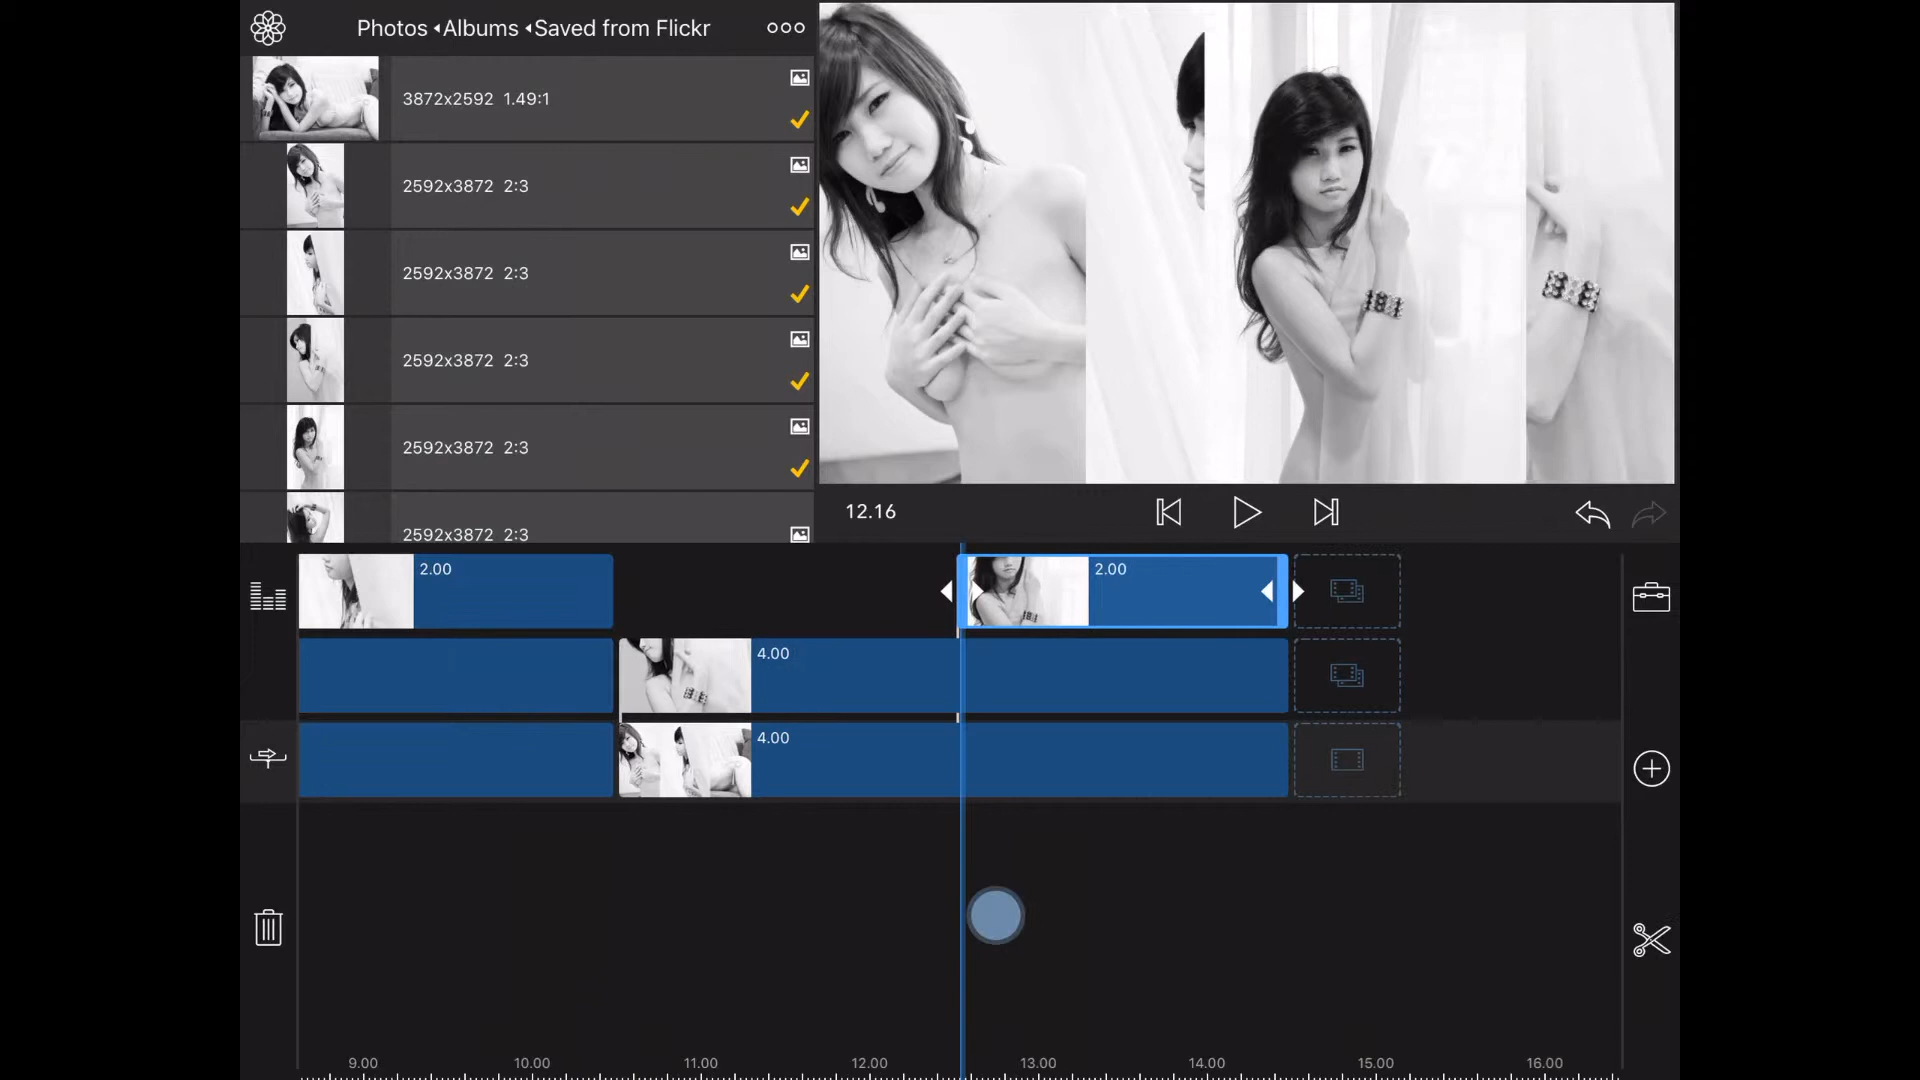 Photos ◂ Albums ◂ Saved from Flickr
3872x2592 1.49:1
2592x3872 2:3
2592x3872 2:3
2592x3872 2:3
2592x3872 2:3
2592x3872 2:3
12.16
2.00
2.00
4.00
4.00
9.00 10.00 11.00 12.00 13.00 14.00 15.00 16.00